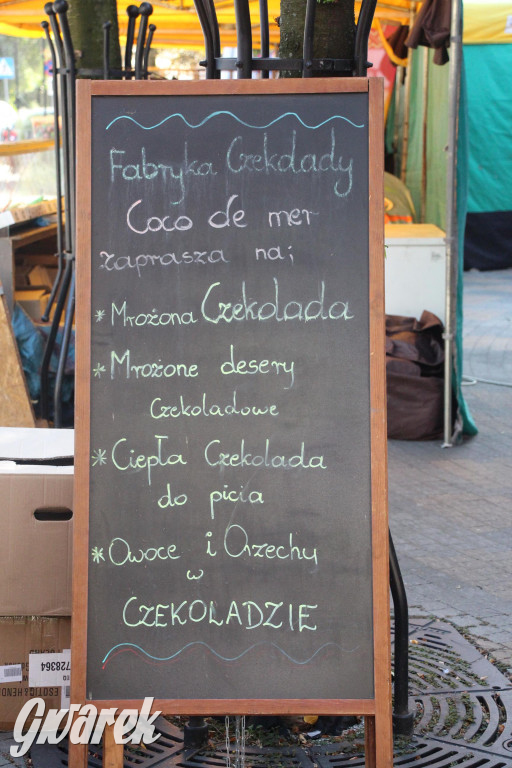 Fabryka Czekolady
Coco de mer
zaprasza na:
* Mrożona Czekolada
* Mrożone desery
Czekoladowe
* Ciepła Czekolada
do picia
* Owoce i Orzechy
w
CZEKOLADZIE
728364
Gwarek